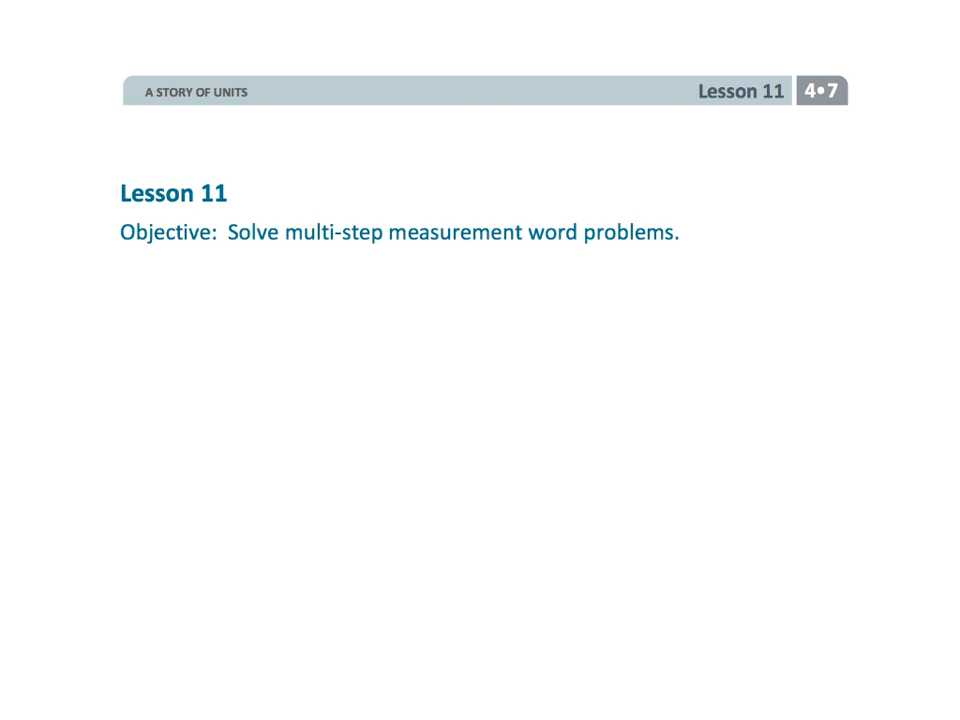 A STORY OF UNITS
Lesson 11
4•7
Lesson 11
Objective: Solve multi-step measurement word problems.